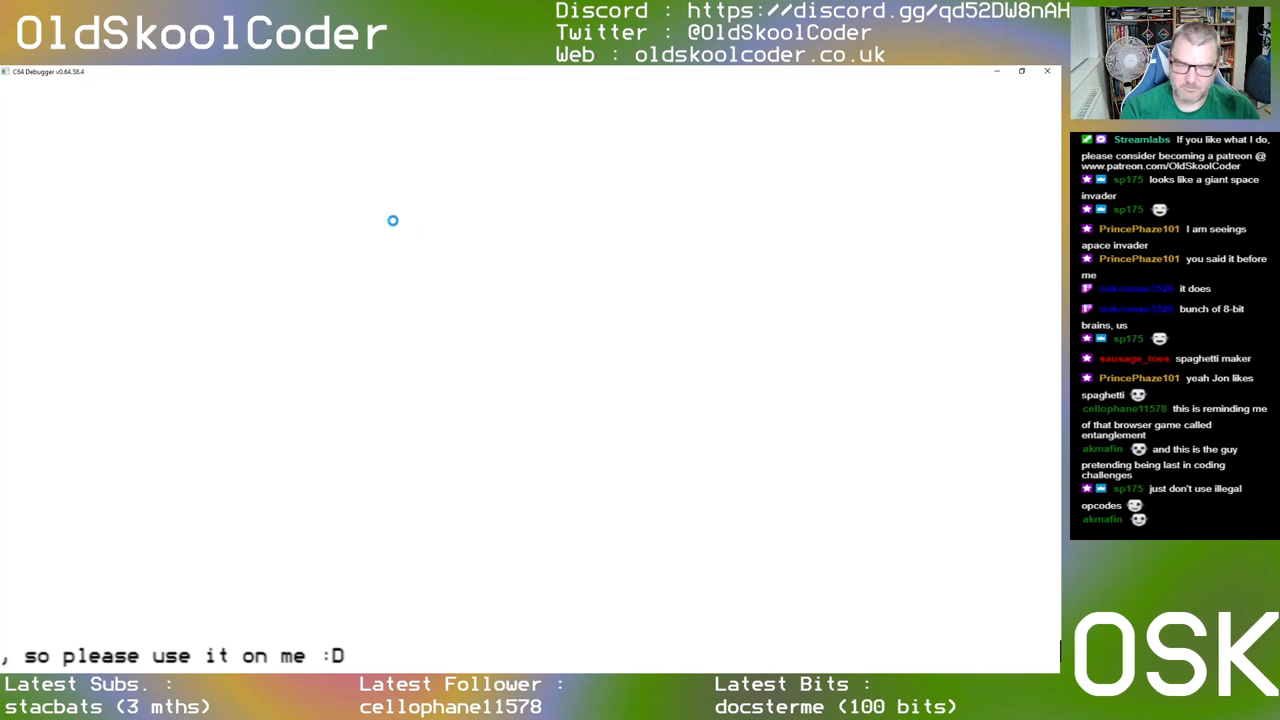 OldSkoolCoder
Discord : https://discord.gg/qd52DW8nAH
Twitter : @OldSkoolCoder
Web : oldskoolcoder.co.uk
C64 Debugger v0.64.58.4
Streamlabs If you like what I do,
please consider becoming a patreon @
www.patreon.com/OldSkoolCoder
sp175 looks like a giant space
invader
sp175
PrincePhaze101 I am seeings
apace invader
PrincePhaze101 you said it before
me
it does
bunch of 8-bit
brains, us
sp175
sausage_toes spaghetti maker
PrincePhaze101 yeah Jon likes
spaghetti
cellophane11578 this is reminding me
of that browser game called
entanglement
akmafin and this is the guy
pretending being last in coding
challenges
sp175 just don't use illegal
opcodes
akmafin
, so please use it on me :D
OSK
Latest Subs. :
stacbats (3 mths)
Latest Follower :
cellophane11578
Latest Bits :
docsterme (100 bits)